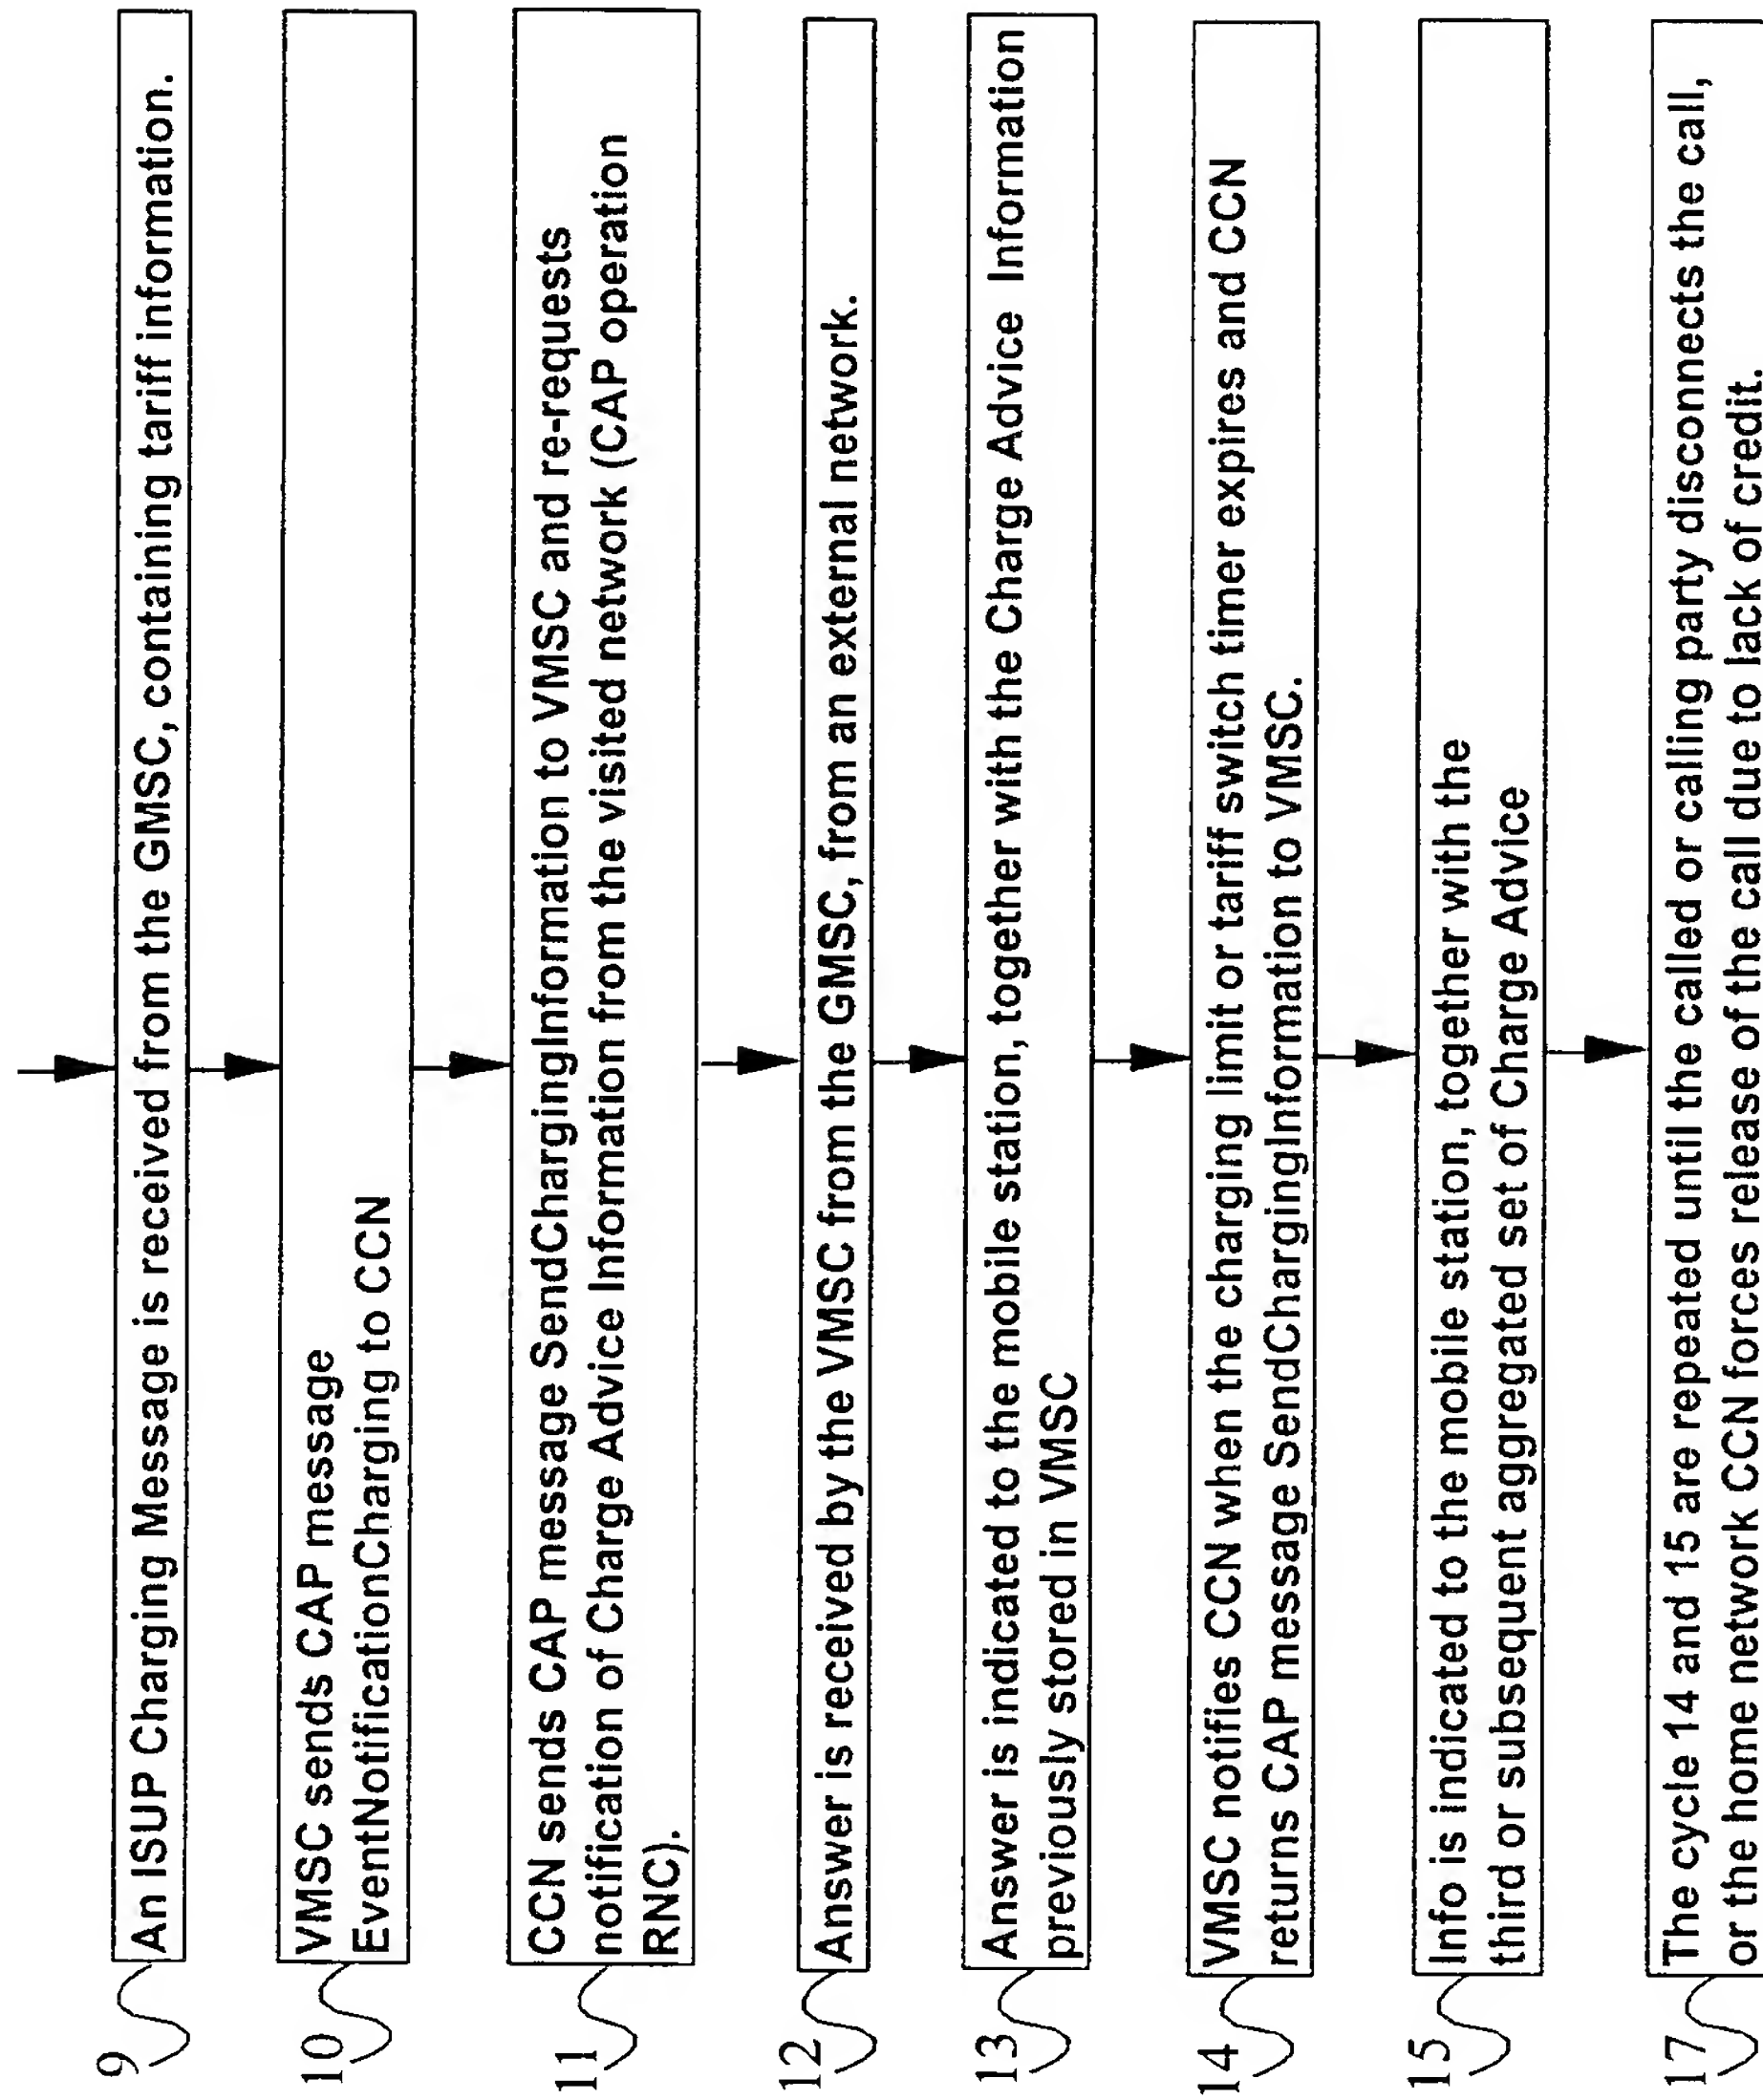 9
An ISUP Charging Message is received from the GMSC, containing tariff information.
10
VMSC sends CAP message
EventNotificationCharging to CCN
11
CCN sends CAP message SendChargingInformation to VMSC and re-requests
notification of Charge Advice Information from the visited network (CAP operation
RNC).
12
Answer is received by the VMSC from the GMSC, from an external network.
13
Answer is indicated to the mobile station, together with the Charge Advice Information
previously stored in VMSC
14
VMSC notifies CCN when the charging limit or tariff switch timer expires and CCN
returns CAP message SendChargingInformation to VMSC.
15
Info is indicated to the mobile station, together with the
third or subsequent aggregated set of Charge Advice
17
The cycle 14 and 15 are repeated until the called or calling party disconnects the call,
or the home network CCN forces release of the call due to lack of credit.